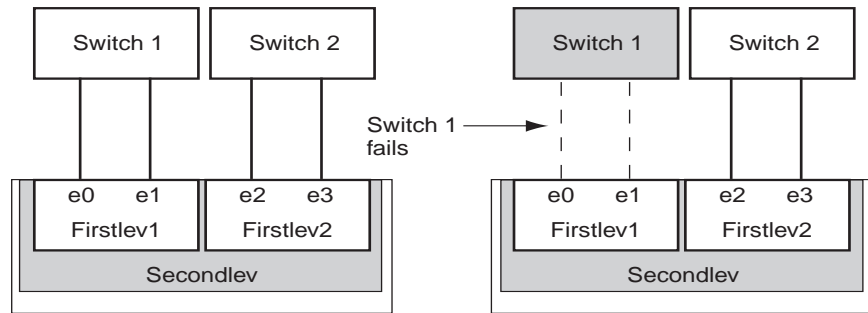 Switch 1
Switch 2
e0 e1
e2 e3
Firstlev1
Firstlev2
Secondlev
Switch 1
Switch 2
Switch 1
fails
e0 e1
e2 e3
Firstlev1
Firstlev2
Secondlev